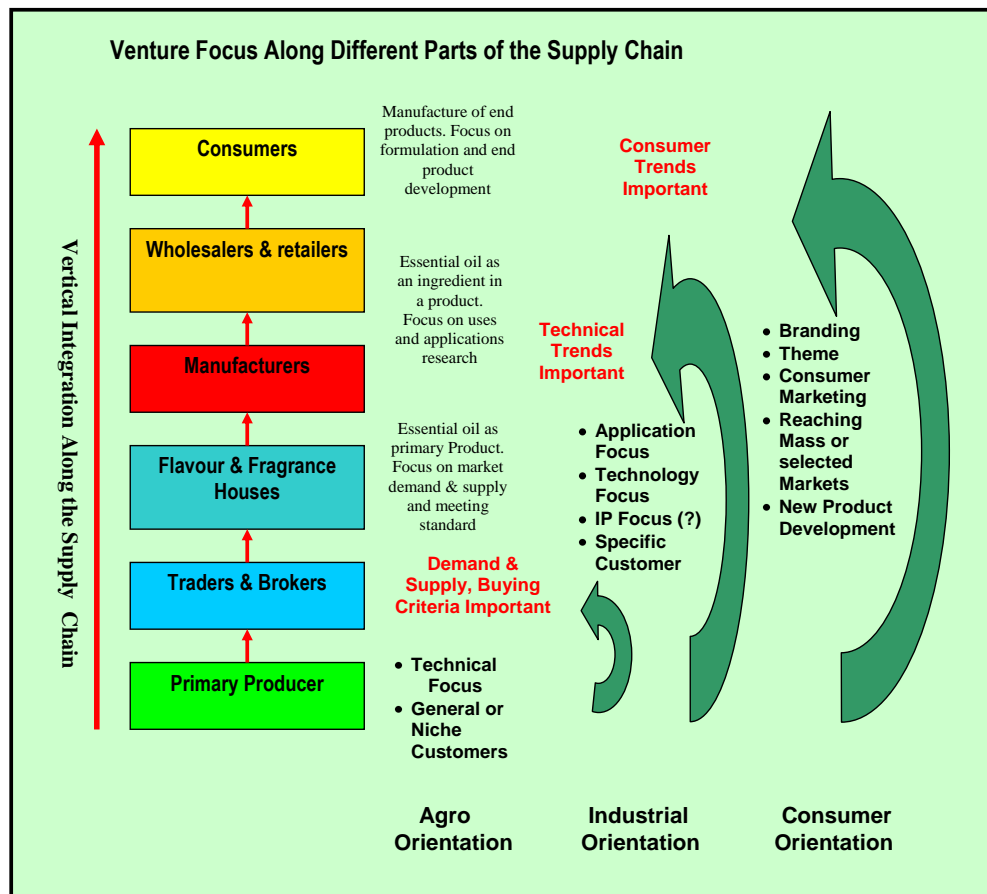 Venture Focus Along Different Parts of the Supply Chain
Vertical Integration Along the Supply Chain
Consumers
Wholesalers & retailers
Manufacturers
Flavour & Fragrance
Houses
Traders & Brokers
Primary Producer
Manufacture of end
products. Focus on
formulation and end
product
development
Essential oil as
an ingredient in
a product.
Focus on uses
and applications
research
Essential oil as
primary Product.
Focus on market
demand & supply
and meeting
standard
Demand &
Supply, Buying
Criteria Important
• Technical
Focus
• General or
Niche
Customers
Agro
Orientation
Technical
Trends
Important
• Application
Focus
• Technology
Focus
• IP Focus (?)
• Specific
Customer
Industrial
Orientation
Consumer
Trends
Important
• Branding
• Theme
• Consumer
Marketing
• Reaching
Mass or
selected
Markets
• New Product
Development
Consumer
Orientation